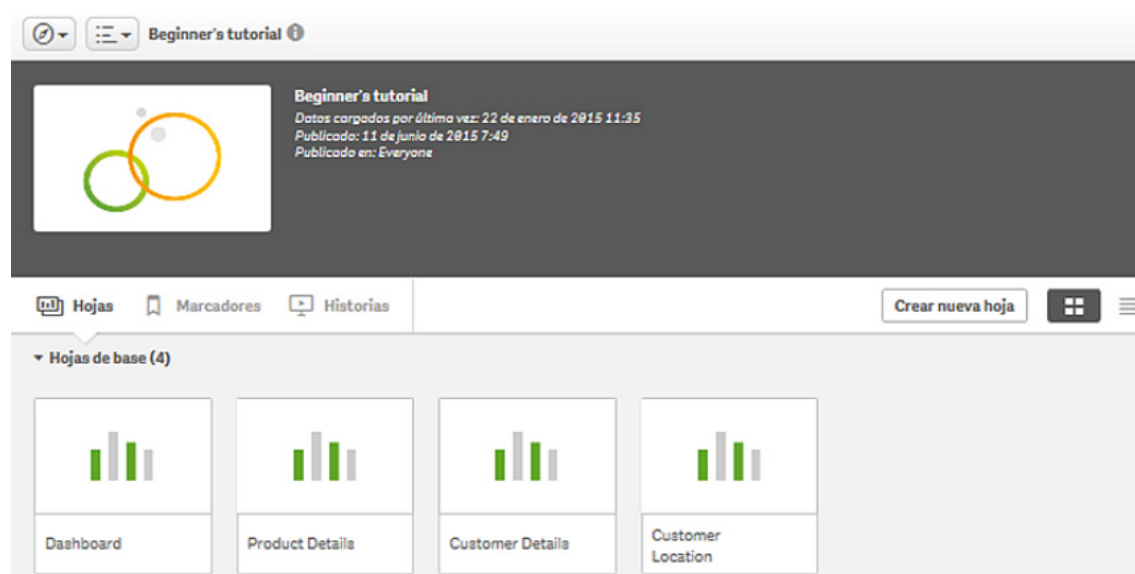 Beginner's tutorial
Beginner's tutorial
Datos cargados por última vez: 22 de enero de 2015 11:35
Publicado: 11 de junio de 2015 7:49
Publicado en: Everyone
Hojas Marcadores Historias Crear nueva hoja
Hojas de base (4)
Dashboard Product Details Customer Details Customer
Location